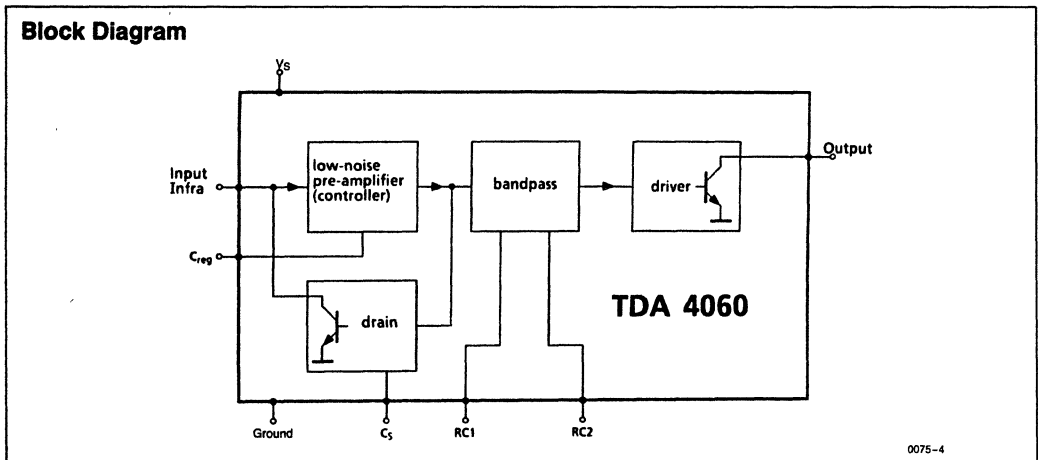 Block Diagram
Vs
Input
Infra
low-noise
pre-amplifier
(controller)
bandpass
driver
Output
Creg
drain
TDA 4060
Ground
Cs
RC1
RC2
0075-4